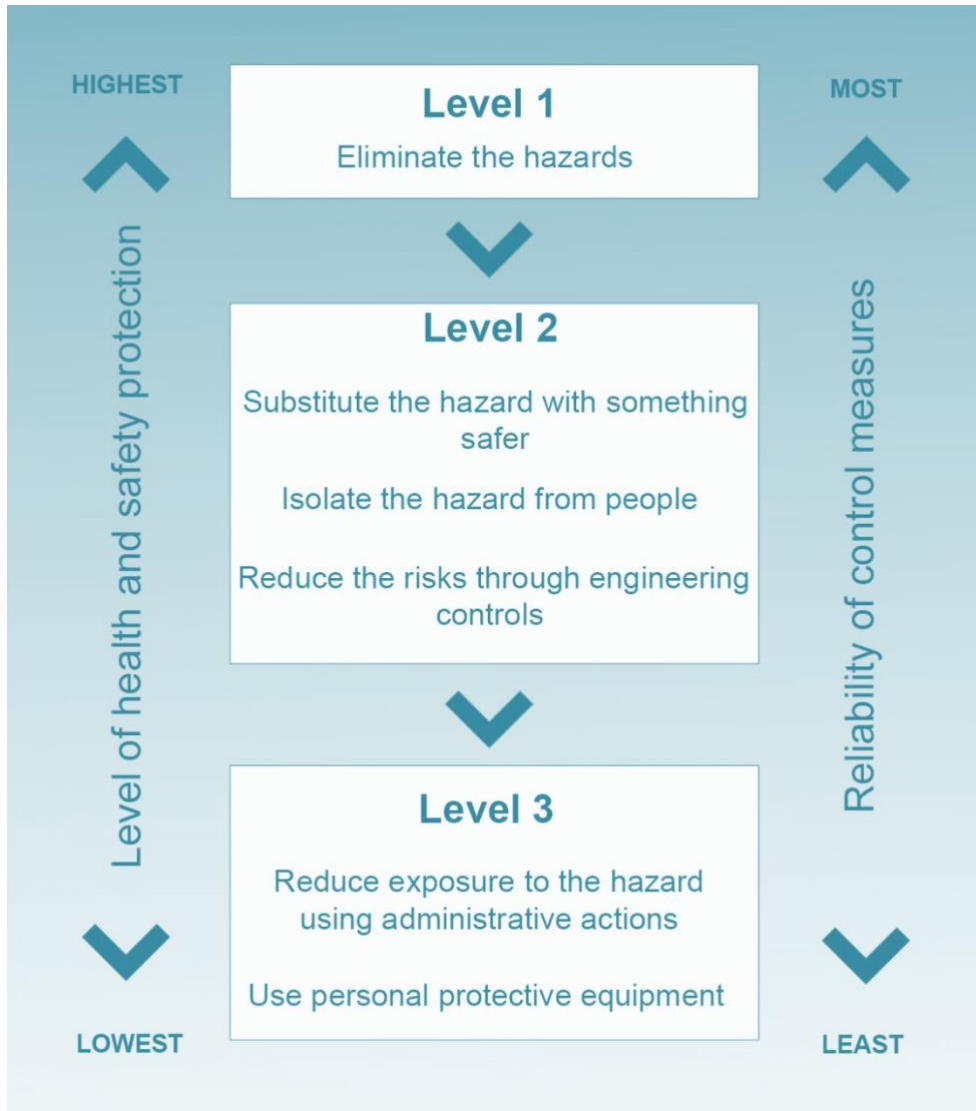 HIGHEST
MOST
Level 1
Eliminate the hazards
Level of health and safety protection
Reliability of control measures
Level 2
Substitute the hazard with something
safer
Isolate the hazard from people
Reduce the risks through engineering
controls
Level 3
Reduce exposure to the hazard
using administrative actions
Use personal protective equipment
LOWEST
LEAST